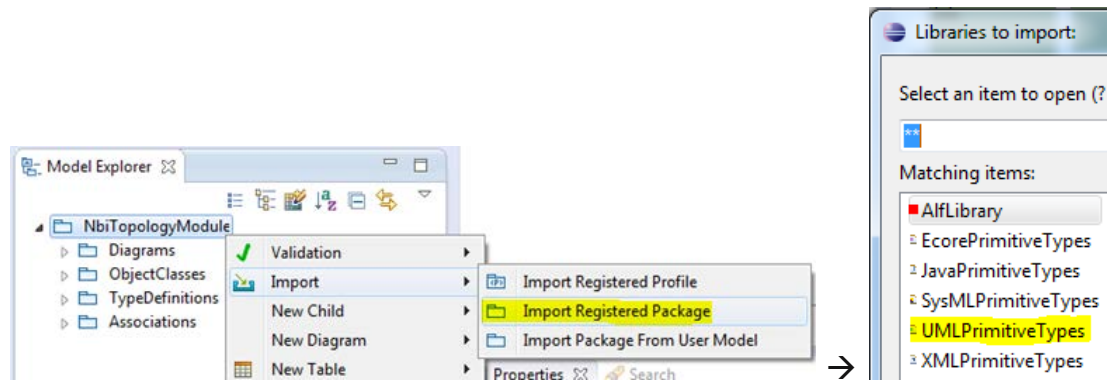 Model Explorer
NbiTopologyModule
Diagrams
ObjectClasses
TypeDefinitions
Associations
Validation
Import
New Child
New Diagram
New Table
Import Registered Profile
Import Registered Package
Import Package From User Model
Properties
Search
→
Libraries to import:
Select an item to open (?
**
Matching items:
AlfLibrary
EcorePrimitiveTypes
JavaPrimitiveTypes
SysMLPrimitiveTypes
UMLPrimitiveTypes
XMLPrimitiveTypes